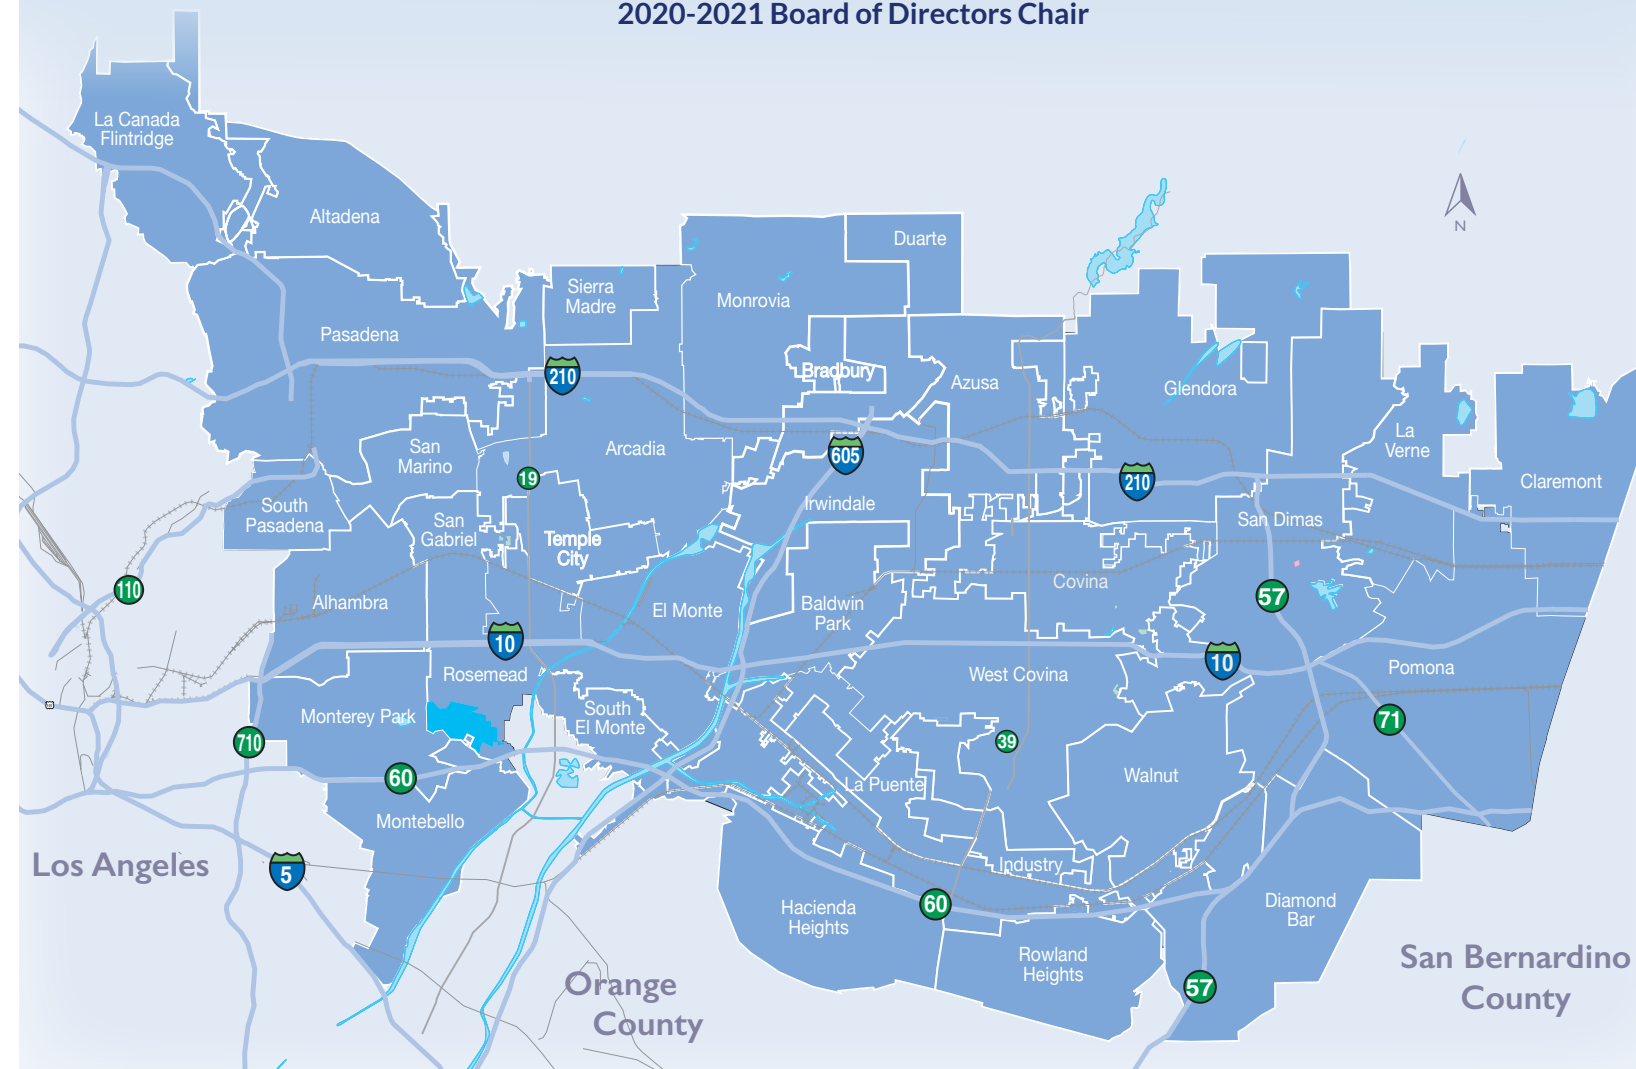 2020-2021 Board of Directors Chair
La Canada
Flintridge
Altadena
Duarte
N
Sierra
Madre
Monrovia
Pasadena
210
Bradbury
Azusa
Glendora
San
Marino
Arcadia
605
La
Verne
19
210
Claremont
South
Pasadena
San
Gabriel
Irwindale
San Dimas
Temple
City
110
Alhambra
El Monte
Baldwin
Park
Covina
57
10
Rosemead
West Covina
10
Pomona
Monterey Park
South
El Monte
710
39
71
60
La Puente
Walnut
Montebello
Los Angeles
5
Industry
Hacienda
Heights
60
Diamond
Bar
Rowland
Heights
San Bernardino
County
Orange
County
57